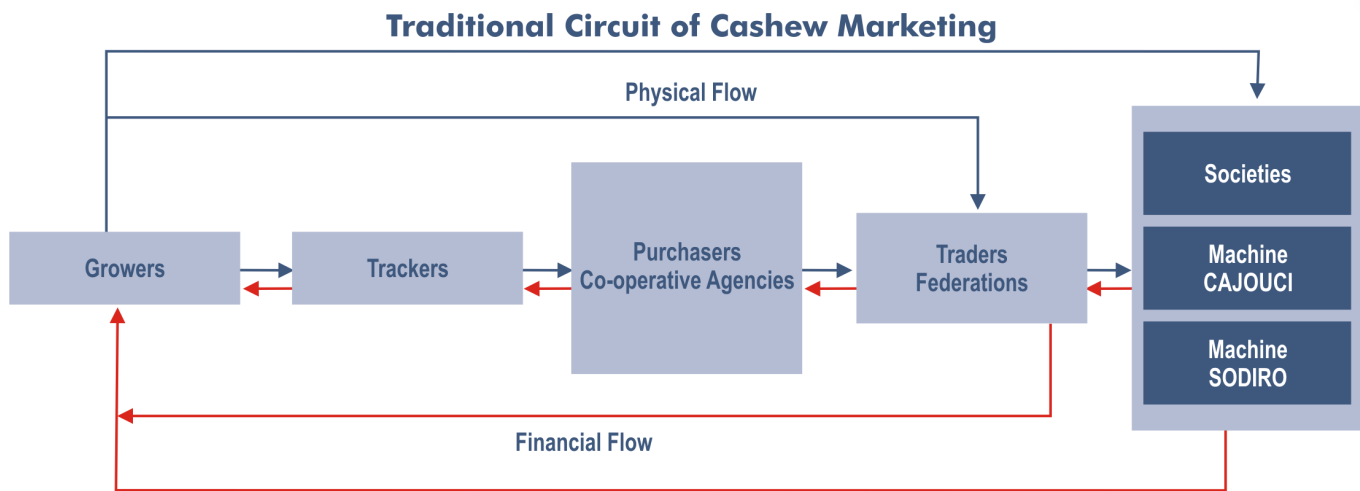 Traditional Circuit of Cashew Marketing
Physical Flow
Growers
Trackers
Purchasers
Co-operative Agencies
Traders
Federations
Societies
Machine
CAJOUCI
Machine
SODIRO
Financial Flow